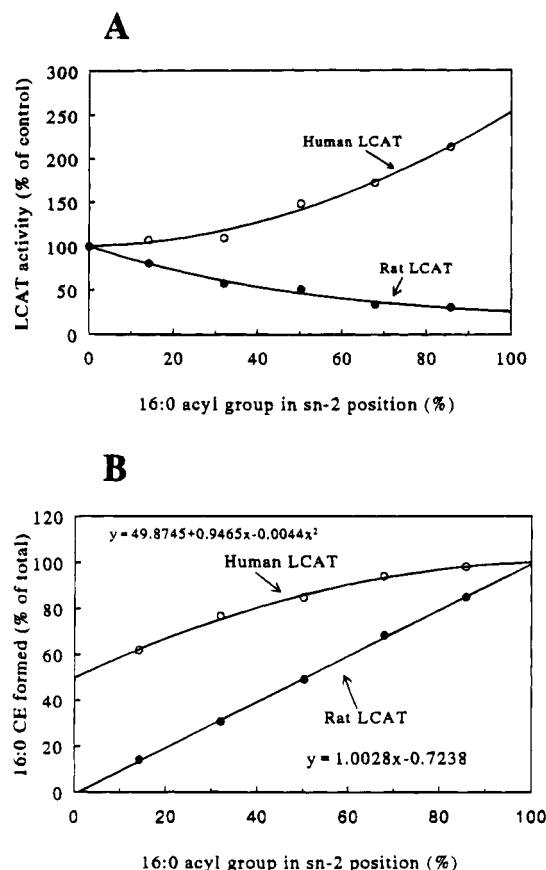 A
LCAT activity (% of control)
300
250
200
150
100
50
0
Human LCAT
Rat LCAT
0 20 40 60 80 100
16:0 acyl group in sn-2 position (%)
B
16:0 CE formed (% of total)
120
100
80
60
40
20
0
y = 49.8745+0.9465x-0.0044x²
Human LCAT
Rat LCAT
y = 1.0028x-0.7238
0 20 40 60 80 100
16:0 acyl group in sn-2 position (%)